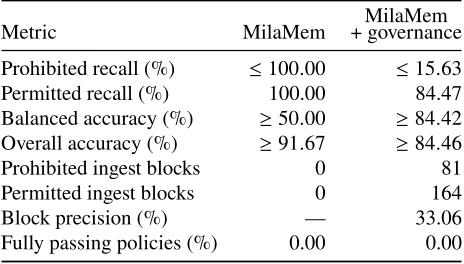 Metric MilaMem MilaMem + governance
Prohibited recall (%) ≤ 100.00 ≤ 15.63
Permitted recall (%) 100.00 84.47
Balanced accuracy (%) ≥ 50.00 ≥ 84.42
Overall accuracy (%) ≥ 91.67 ≥ 84.46
Prohibited ingest blocks 0 81
Permitted ingest blocks 0 164
Block precision (%) — 33.06
Fully passing policies (%) 0.00 0.00